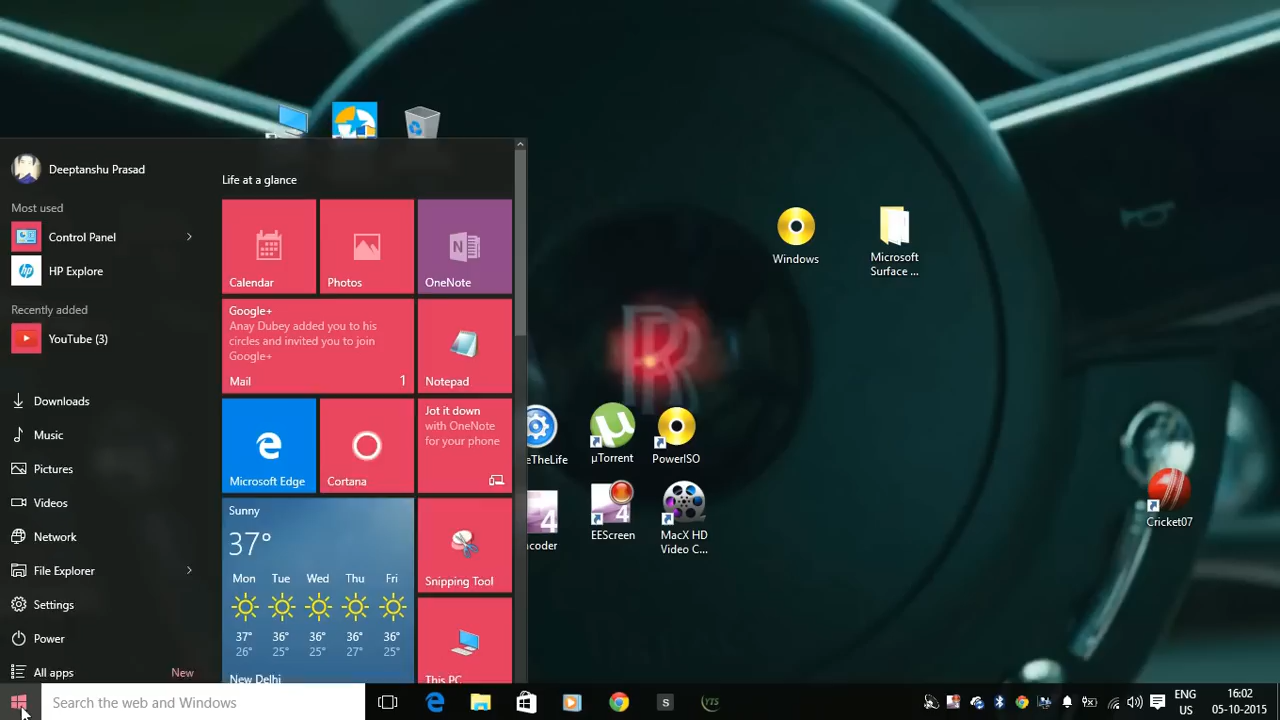 Deeptanshu Prasad
Most used
Control Panel
HP Explore
Recently added
YouTube (3)
Downloads
Music
Pictures
Videos
Network
File Explorer
Settings
Power
All apps
New
Life at a glance
Calendar
Photos
OneNote
Google+
Anay Dubey added you to his
circles and invited you to join
Google+
Mail
1
Notepad
Microsoft Edge
Cortana
Jot it down
with OneNote
for your phone
Sunny
37°
Mon Tue Wed Thu Fri
37° 36° 36° 36° 36°
26° 25° 25° 27° 25°
New Delhi
Snipping Tool
This PC
Windows
Microsoft
Surface ...
eTheLife
µTorrent
PowerISO
4
coder
4
EEScreen
MacX HD
Video C...
Cricket07
Search the web and Windows
S
YTS
ENG
US
16:02
05-10-2015